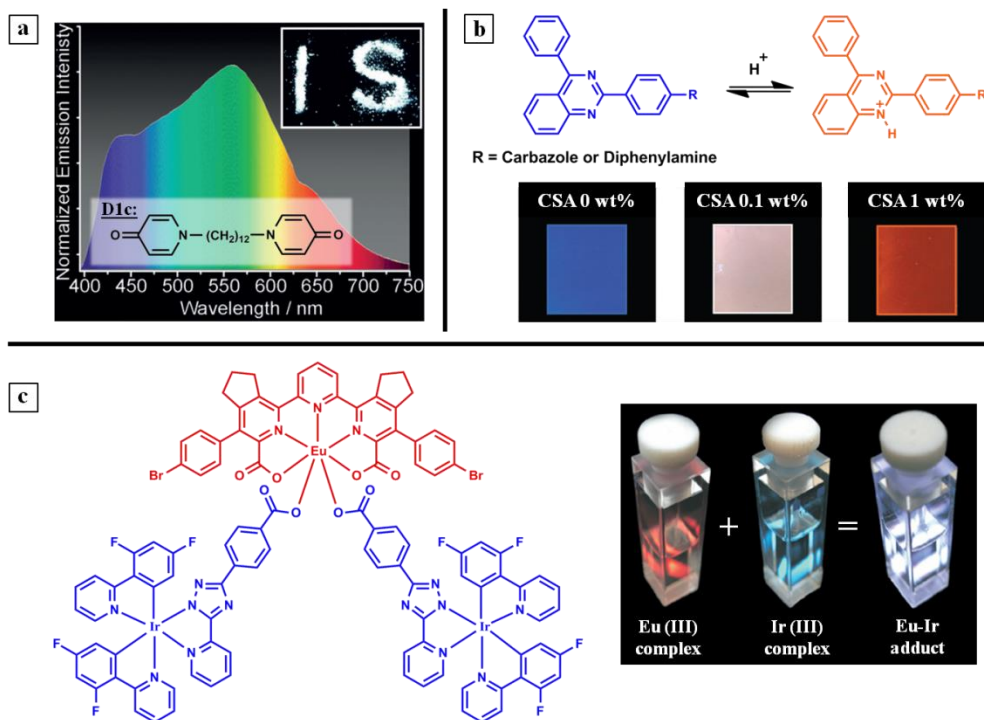 a
Normalized Emission Intenisty
I S
D1c:
O
N
(CH)12
N
O
400 450 500 550 600 650 700 750
Wavelength / nm
b
N
N
R
H+
N
N+
H
R
R = Carbazole or Diphenylamine
CSA 0 wt%
CSA 0.1 wt%
CSA 1 wt%
c
N
N
N
Br
Eu
Br
O
O
O
O
O
O
O
O
F
F
N
N
N
N
N
Ir
N
F
F
N
F
F
N
N
N
N
N
Ir
N
F
F
N
+
=
Eu (III)
complex
Ir (III)
complex
Eu-Ir
adduct